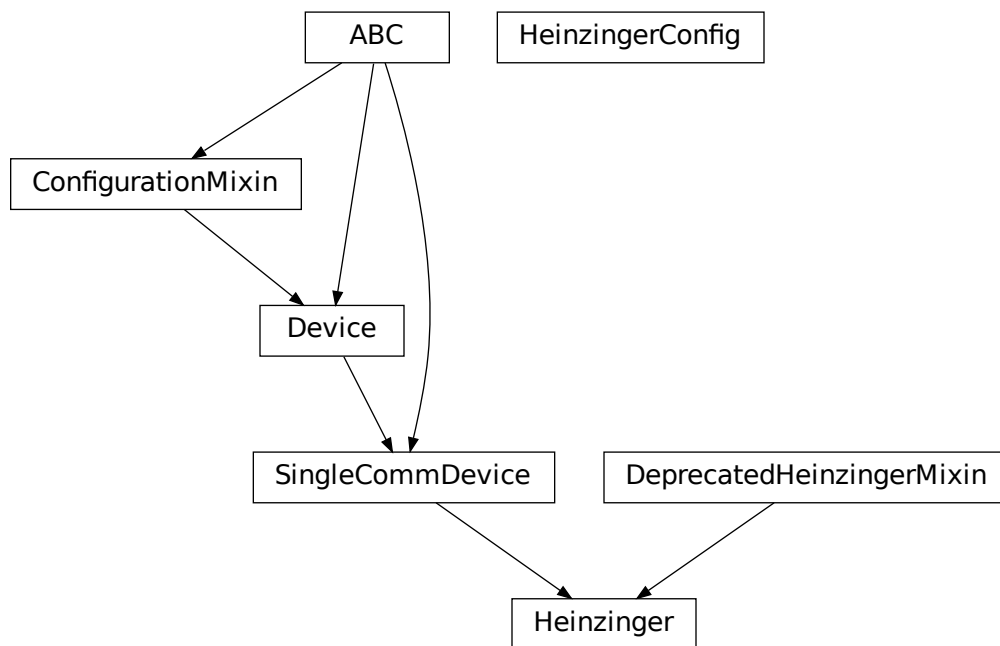 ABC
HeinzingerConfig
ConfigurationMixin
Device
SingleCommDevice
DeprecatedHeinzingerMixin
Heinzinger